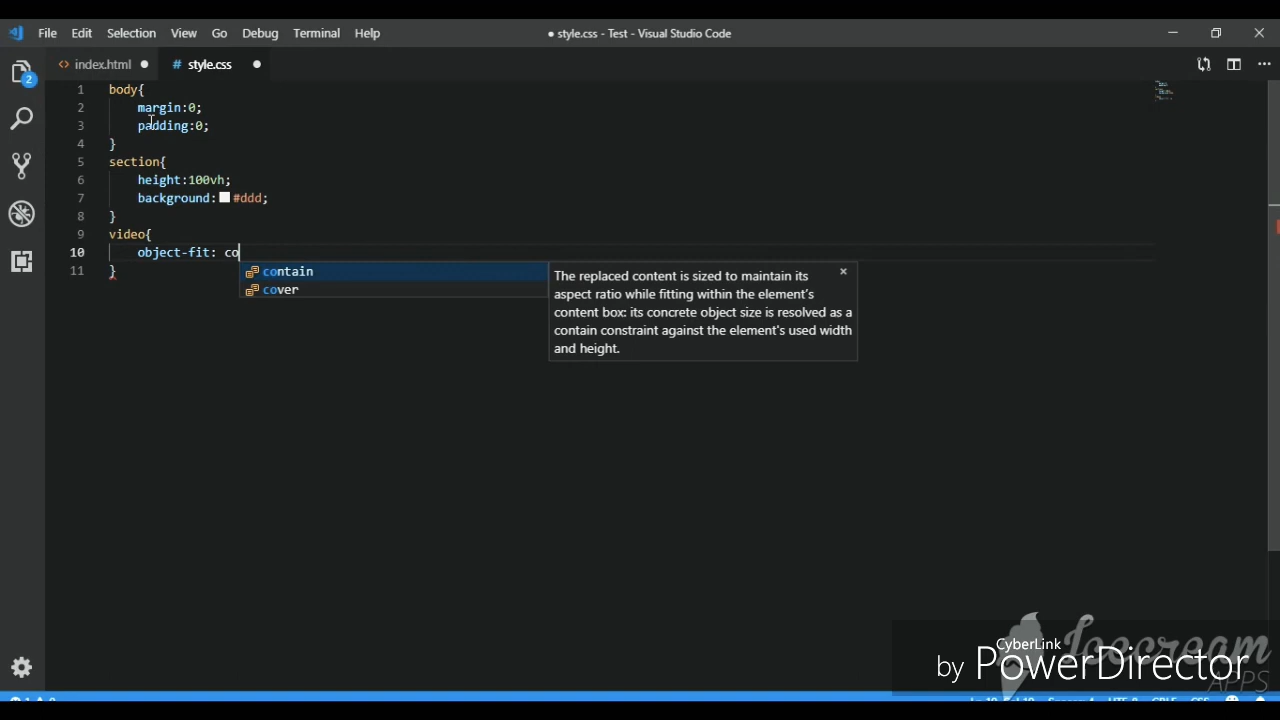 File Edit Selection View Go Debug Terminal Help
● style.css - Test - Visual Studio Code
2
<> index.html ●
# style.css ●
1 body{
2 margin:0;
3 padding:0;
4 }
5 section{
6 height:100vh;
7 background: #ddd;
8 }
9 video{
10 object-fit: co
11 }
contain
cover
The replaced content is sized to maintain its
aspect ratio while fitting within the element's
content box: its concrete object size is resolved as a
contain constraint against the element's used width
and height.
Icecream
APPS
CyberLink
by PowerDirector